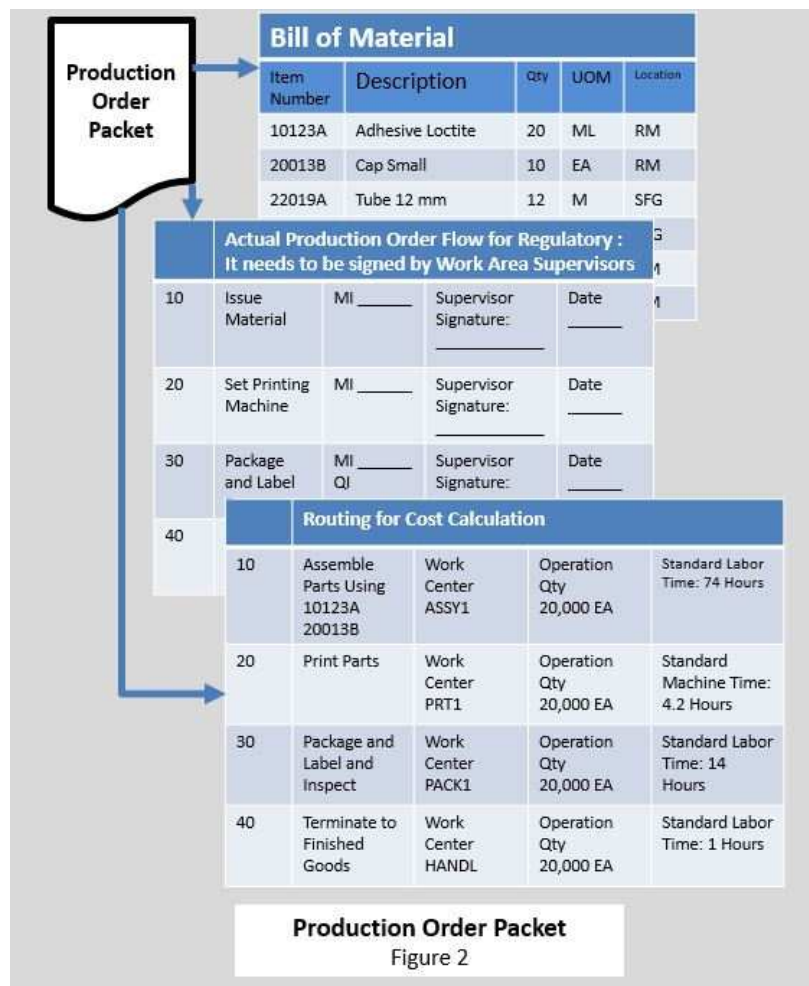 Production
Order
Packet
Bill of Material
Item
Number
Description
Qty
UOM
Location
10123A Adhesive Loctite 20 ML RM
20013B Cap Small 10 EA RM
22019A Tube 12 mm 12 M SFG
Actual Production Order Flow for Regulatory :
It needs to be signed by Work Area Supervisors
10 Issue MI ______ Supervisor Date
Material Signature: ______
____________
20 Set Printing MI ______ Supervisor Date
Machine Signature: ______
____________
30 Package MI ______ Supervisor Date
and Label QI Signature: ______
40
Routing for Cost Calculation
10 Assemble Work Operation Standard Labor
Parts Using Center Qty Time: 74 Hours
10123A ASSY1 20,000 EA
20013B
20 Print Parts Work Operation Standard
Center Qty Machine Time:
PRT1 20,000 EA 4.2 Hours
30 Package and Work Operation Standard Labor
Label and Center Qty Time: 14
Inspect PACK1 20,000 EA Hours
40 Terminate to Work Operation Standard Labor
Finished Center Qty Time: 1 Hours
Goods HANDL 20,000 EA
Production Order Packet
Figure 2